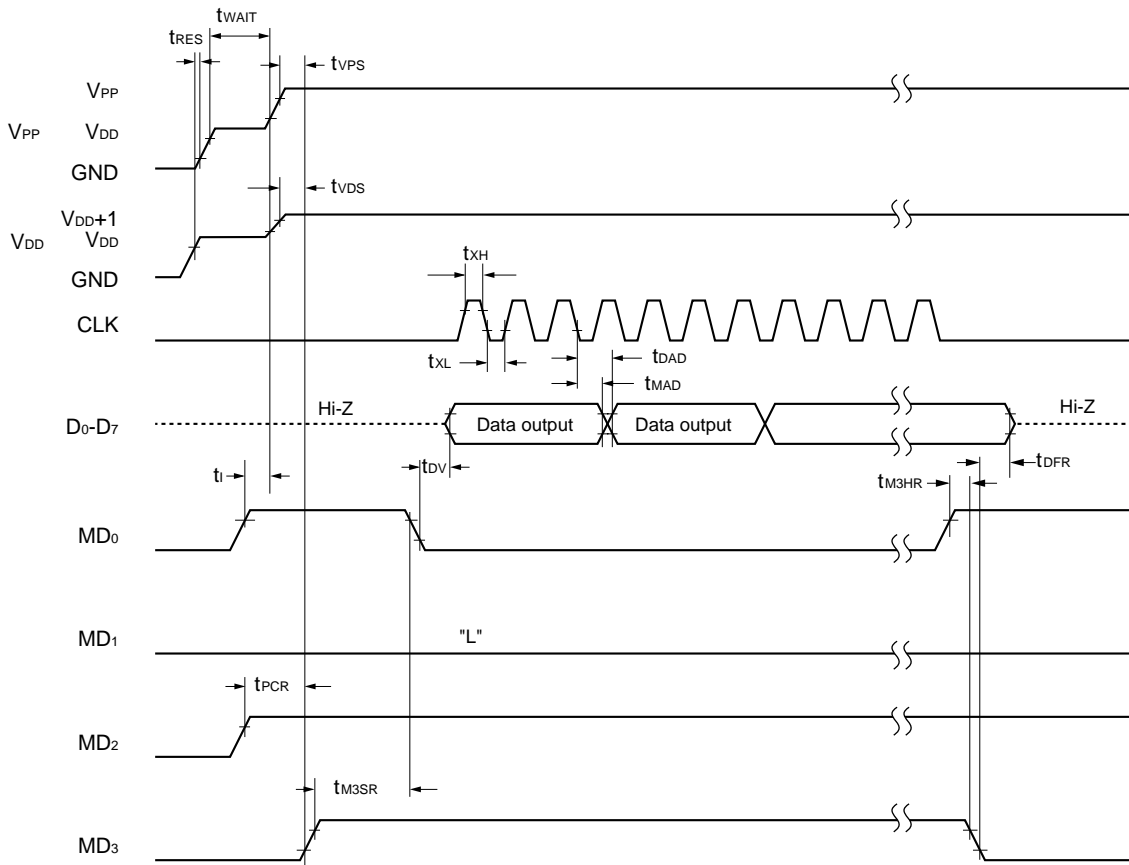 tWAIT
tRES
tVPS
VPP
VPP VDD
GND
tVDS
VDD+1
VDD VDD
GND
tXH
CLK
tXL
tDAD
tMAD
Hi-Z
Hi-Z
D0-D7
Data output
Data output
tI
tDV
tDFR
tM3HR
MD0
MD1
"L"
tPCR
MD2
tM3SR
MD3